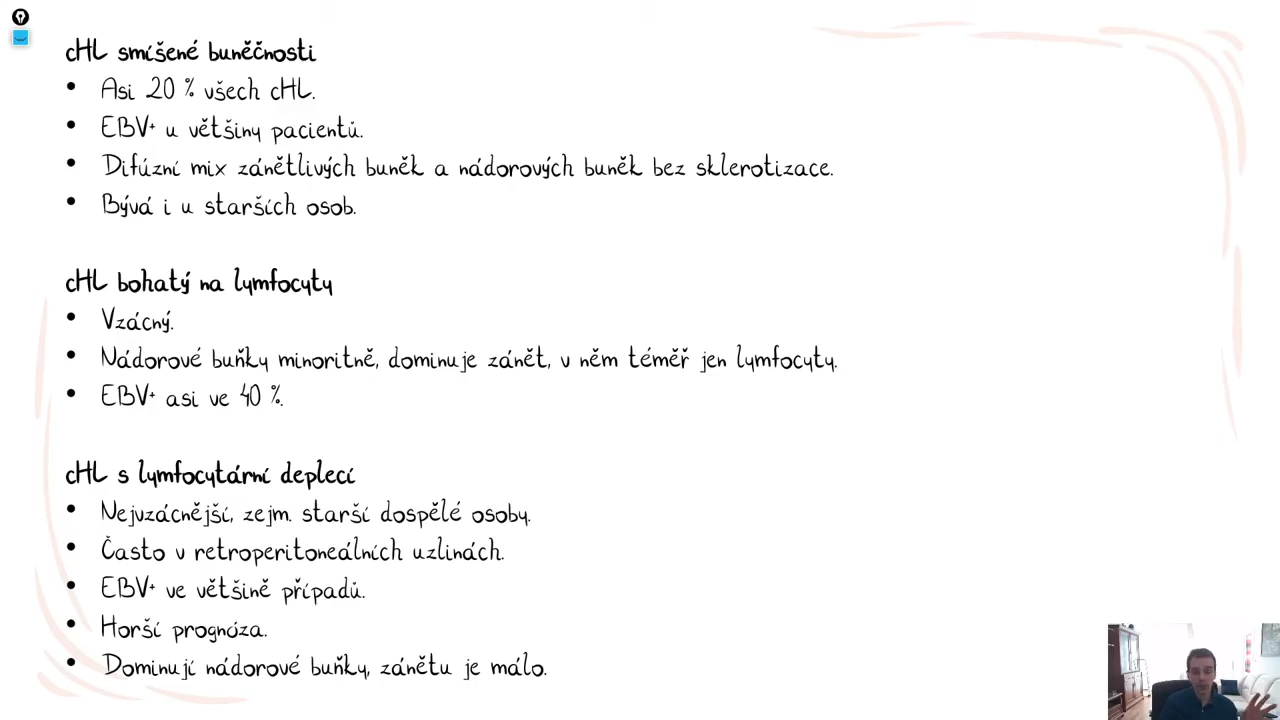 cHL smíšené buněčnosti
• Asi 20 % všech cHL.
• EBV+ u většiny pacientů.
• Difúzní mix zánětlivých buněk a nádorových buněk bez sklerotizace.
• Bývá i u starších osob.
cHL bohatý na lymfocyty
• Vzácný.
• Nádorové buňky minoritně, dominuje zánět, v něm téměř jen lymfocyty.
• EBV+ asi ve 40 %.
cHL s lymfocytární deplecí
• Nejvzácnější, zejm. starší dospělé osoby.
• Často v retroperitoneálních uzlinách.
• EBV+ ve většině případů.
• Horší prognóza.
• Dominují nádorové buňky, zánětu je málo.